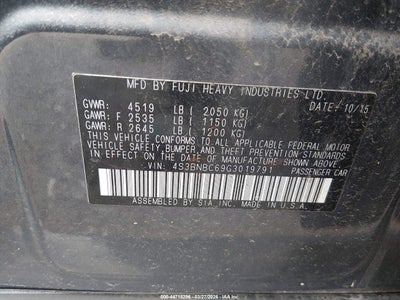 MFD BY FUJI HEAVY INDUSTRIES LTD.
GVWR: 4519 LB ( 2050 KG) DATE: 10/15
GAWR: F 2535 LB ( 1150 KG)
GAWR: R 2645 LB ( 1200 KG)
THIS VEHICLE CONFORMS TO ALL APPLICABLE FEDERAL MOTOR
VEHICLE SAFETY, BUMPER, AND THEFT PREVENTION STANDARDS
IN EFFECT ON THE DATE OF MANUFACTURE SHOWN ABOVE.
VIN: 4S3BNBC69G3019791 PASSENGER CAR
ASSEMBLED BY SIA, INC. MADE IN U.S.A.